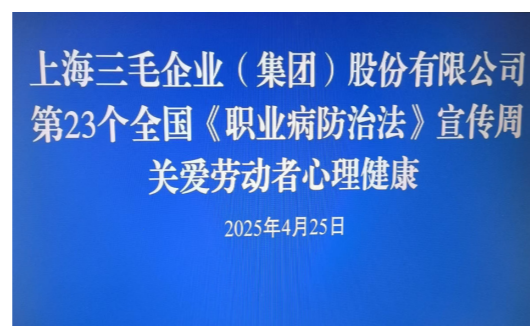 上海三毛企业（集团）股份有限公司
第23个全国《职业病防治法》宣传周
关爱劳动者心理健康
2025年4月25日